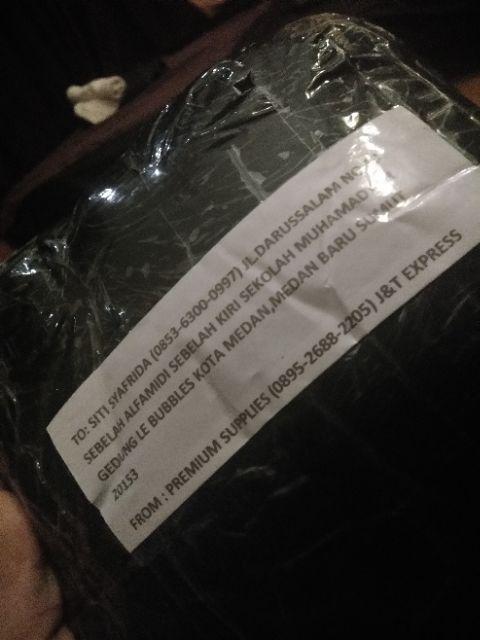 TO: SITI SYAFRIDA (0853-6300-0997) JL.DARUSSALAM
SEBELAH ALFAMIDI SEBELAH KIRI SEKOLAH
GEDUNG LE BUBBLES KOTA MEDAN,MEDAN BARU SUMUT
20153
FROM : PREMIUM SUPPLIES (0895-2688-2205) J&T EXPRESS